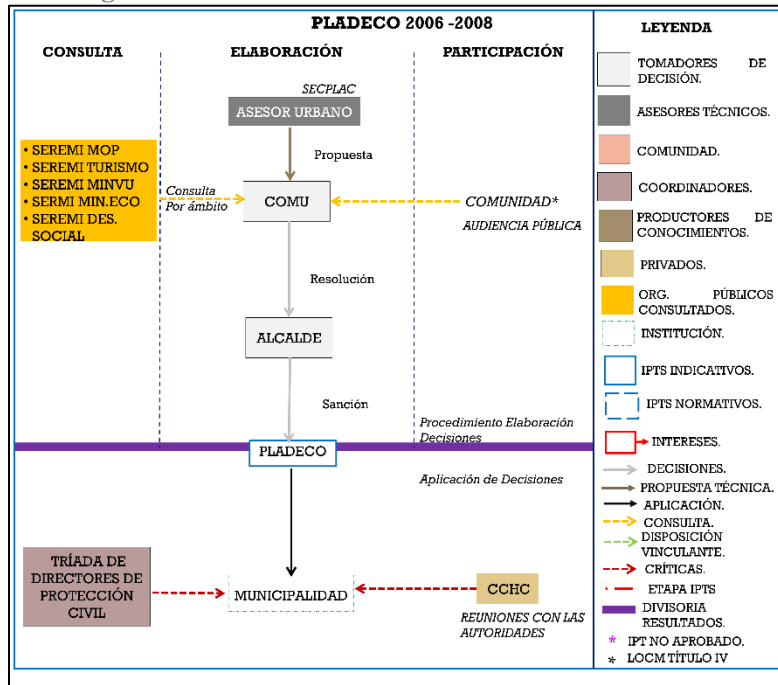 PLADECO 2006 -2008
CONSULTA
ELABORACIÓN
PARTICIPACIÓN
SECPLAC
ASESOR URBANO
Propuesta
• SEREMI MOP
• SEREMI TURISMO
• SEREMI MINVU
• SERMI MIN.ECO
• SEREMI DES.
SOCIAL
Consulta
Por ámbito
COMU
COMUNIDAD*
AUDIENCIA PÚBLICA
Resolución
ALCALDE
Sanción
Procedimiento Elaboración
Decisiones
PLADECO
Aplicación de Decisiones
TRÍADA DE
DIRECTORES DE
PROTECCIÓN
CIVIL
MUNICIPALIDAD
CCHC
REUNIONES CON LAS
AUTORIDADES
LEYENDA
TOMADORES DE
DECISIÓN.
ASESORES TÉCNICOS.
COMUNIDAD.
COORDINADORES.
PRODUCTORES DE
CONOCIMIENTOS.
PRIVADOS.
ORG. PÚBLICOS
CONSULTADOS.
INSTITUCIÓN.
IPTS INDICATIVOS.
IPTS NORMATIVOS.
INTERESES.
DECISIONES.
PROPUESTA TÉCNICA.
APLICACIÓN.
CONSULTA.
DISPOSICIÓN
VINCULANTE.
CRÍTICAS.
ETAPA IPTS
DIVISORIA
RESULTADOS.
* IPT NO APROBADO.
* LOCM TÍTULO IV